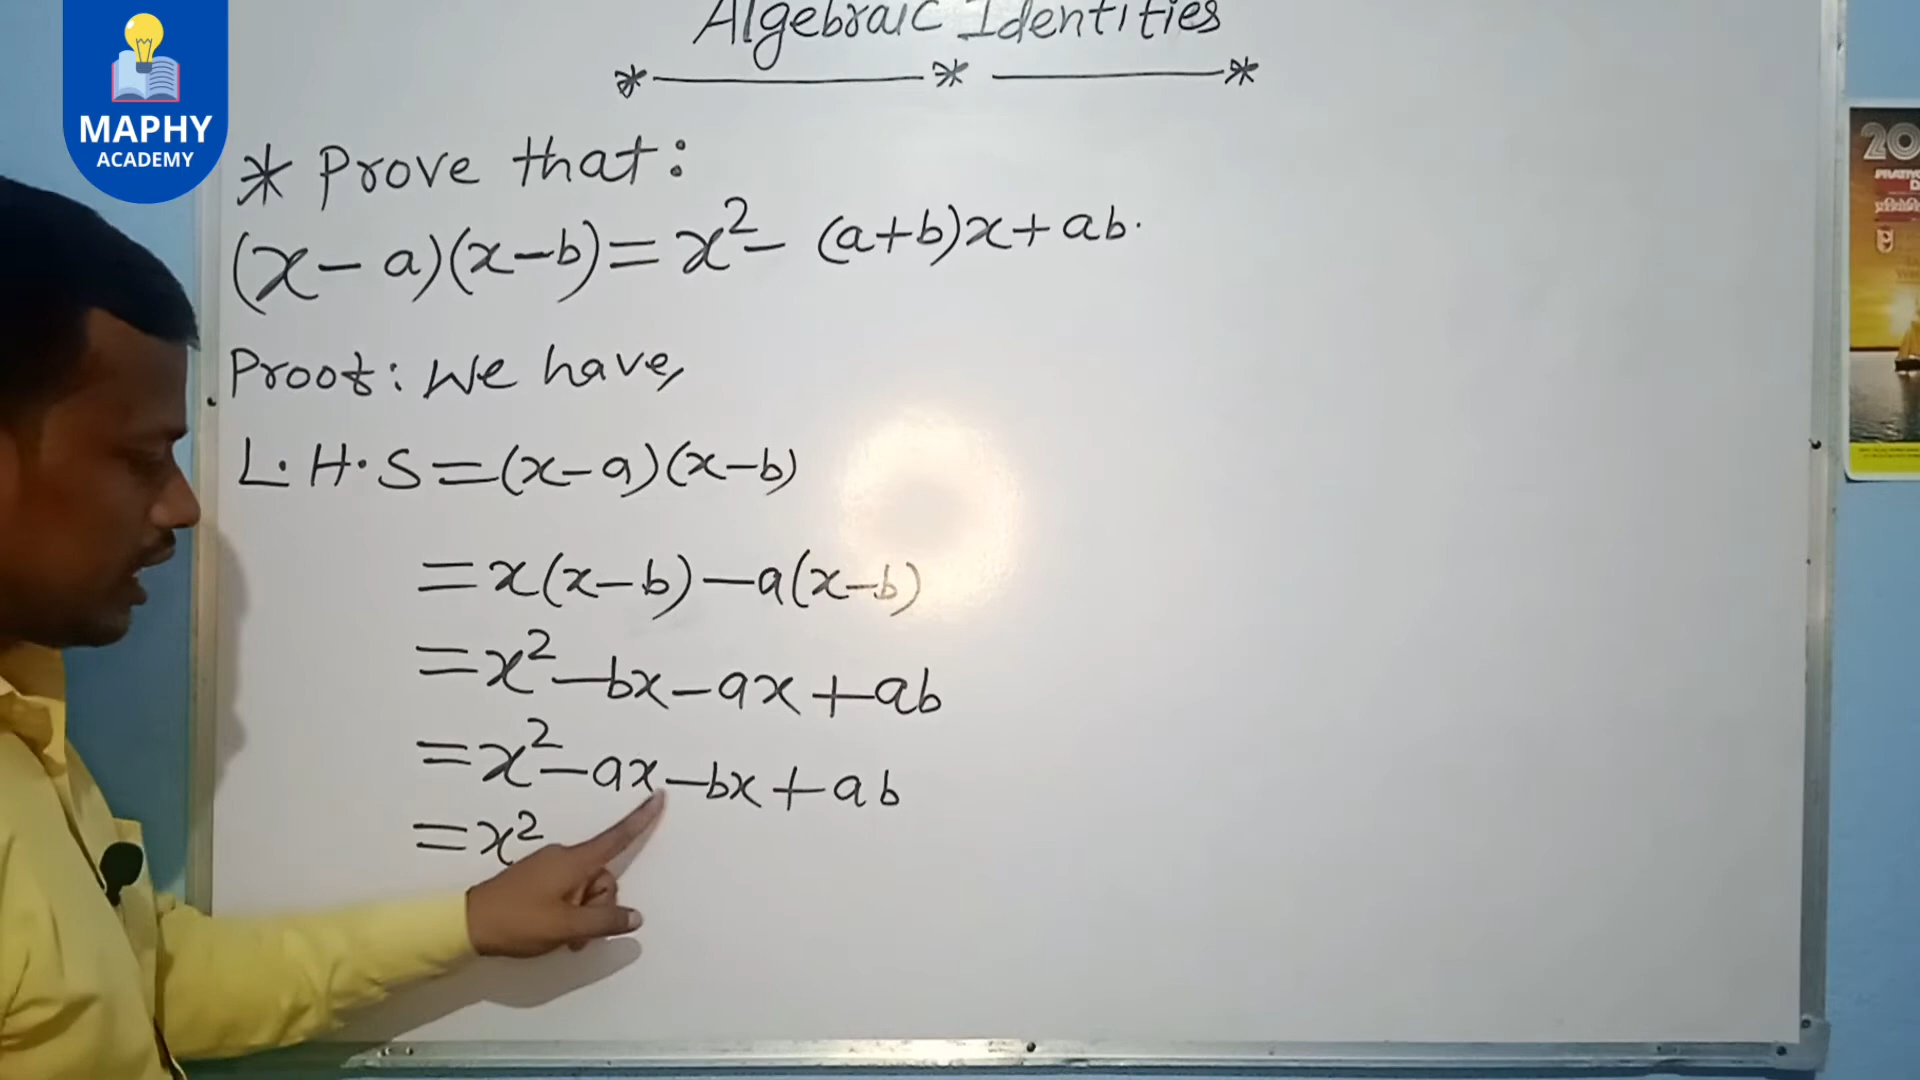 MAPHY
ACADEMY
Algebraic Identities
* Prove that:
(x-a)(x-b)=x²-(a+b)x+ab.
Proof: We have,
L.H.S=(x-a)(x-b)
=x(x-b)-a(x-b)
=x²-bx-ax+ab
=x²-ax-bx+ab
=x²
20